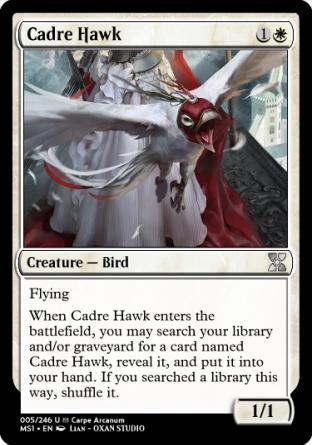 Cadre Hawk 1
Creature — Bird
Flying
When Cadre Hawk enters the
battlefield, you may search your library
and/or graveyard for a card named
Cadre Hawk, reveal it, and put it into
your hand. If you searched a library this
way, shuffle it.
1/1
005/246 U Carpe Arcanum
MS1 • EN Lian – OXAN STUDIO